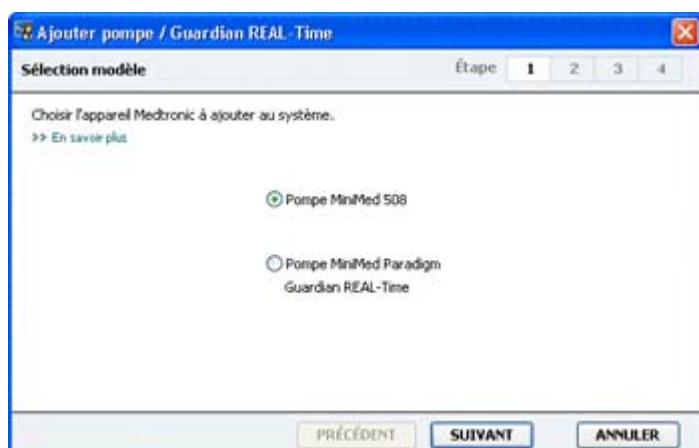 Ajouter pompe / Guardian REAL-Time
Sélection modèle
Étape 1 2 3 4
Choisir l'appareil Medtronic à ajouter au système.
>> En savoir plus
Pompe MiniMed 508
Pompe MiniMed Paradigm
Guardian REAL-Time
PRÉCÉDENT SUIVANT ANNULER